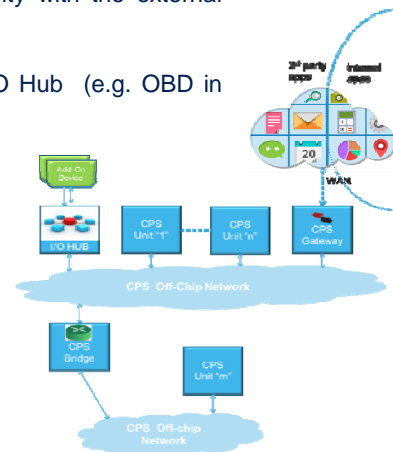 ity with the external
O Hub (e.g. OBD in
3rd party apps
internal apps
20
WAN
Add-On
Device
I/O HUB
CPS
Unit "1"
CPS
Unit "n"
CPS
Gateway
CPS Off-Chip Network
CPS
Bridge
CPS
Unit "m"
CPS Off-chip
Network